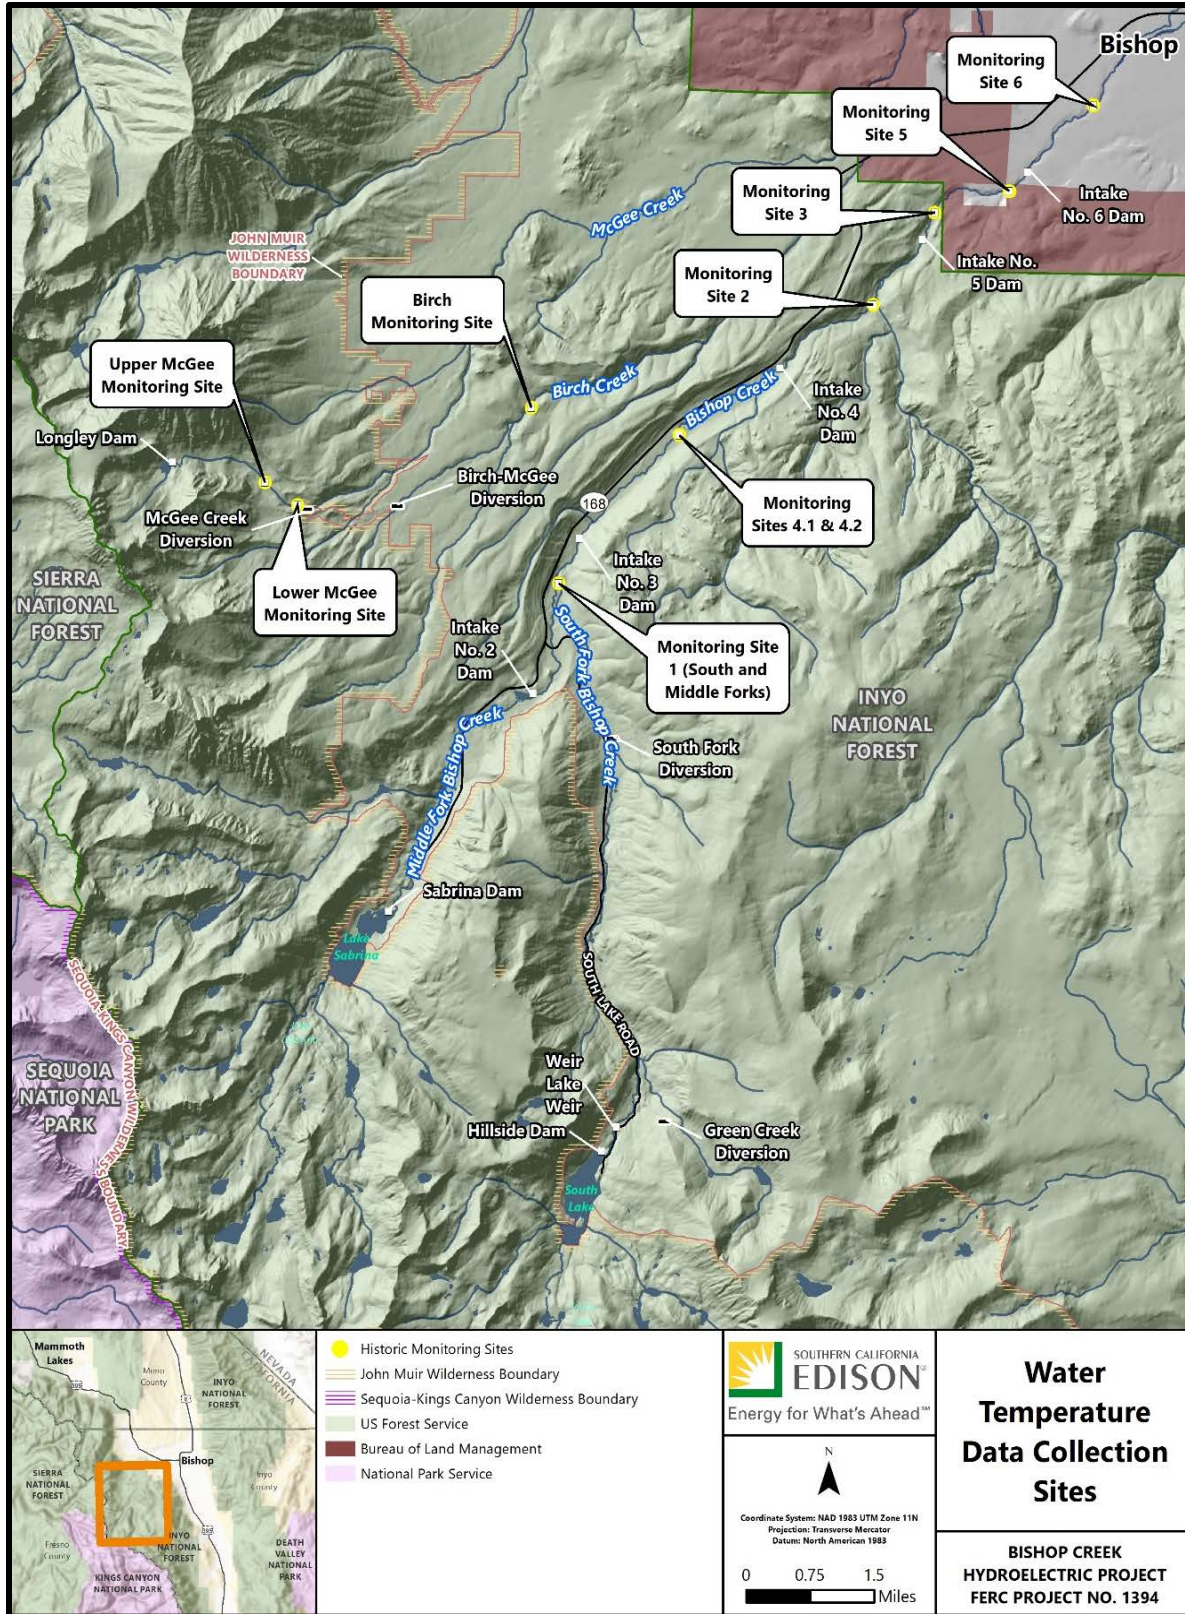 Bishop
Monitoring
Site 6
Monitoring
Site 5
Intake
No. 6 Dam
Monitoring
Site 3
McGee Creek
JOHN MUIR
WILDERNESS
BOUNDARY
Intake No.
5 Dam
Monitoring
Site 2
Birch
Monitoring Site
Upper McGee
Monitoring Site
Birch Creek
Bishop Creek
Intake
No. 4
Dam
Longley Dam
Birch-McGee
Diversion
McGee Creek
Diversion
168
Monitoring
Sites 4.1 & 4.2
SIERRA
NATIONAL
FOREST
Lower McGee
Monitoring Site
Intake
No. 3
Dam
Intake
No. 2
Dam
South Fork Bishop Creek
Monitoring Site
1 (South and
Middle Forks)
INYO
NATIONAL
FOREST
Middle Fork Bishop Creek
South Fork
Diversion
Sabrina Dam
Lake
Sabrina
SEQUOIA-KINGS CANYON WILDERNESS BOUNDARY
SOUTH LAKE ROAD
SEQUOIA
NATIONAL
PARK
Weir
Lake
Weir
Hillside Dam
Green Creek
Diversion
South
Lake
Mammoth
Lakes
395
Mono
County
6
INYO
NATIONAL
FOREST
NEVADA
CALIFORNIA
Bishop
SIERRA
NATIONAL
FOREST
Inyo
County
395
Fresno
County
INYO
NATIONAL
FOREST
KINGS CANYON
NATIONAL PARK
DEATH
VALLEY
NATIONAL
PARK
Historic Monitoring Sites
John Muir Wilderness Boundary
Sequoia-Kings Canyon Wilderness Boundary
US Forest Service
Bureau of Land Management
National Park Service
SOUTHERN CALIFORNIA
EDISON®
Energy for What's Ahead℠
N
Coordinate System: NAD 1983 UTM Zone 11N
Projection: Transverse Mercator
Datum: North American 1983
0 0.75 1.5
Miles
Water
Temperature
Data Collection
Sites
BISHOP CREEK
HYDROELECTRIC PROJECT
FERC PROJECT NO. 1394